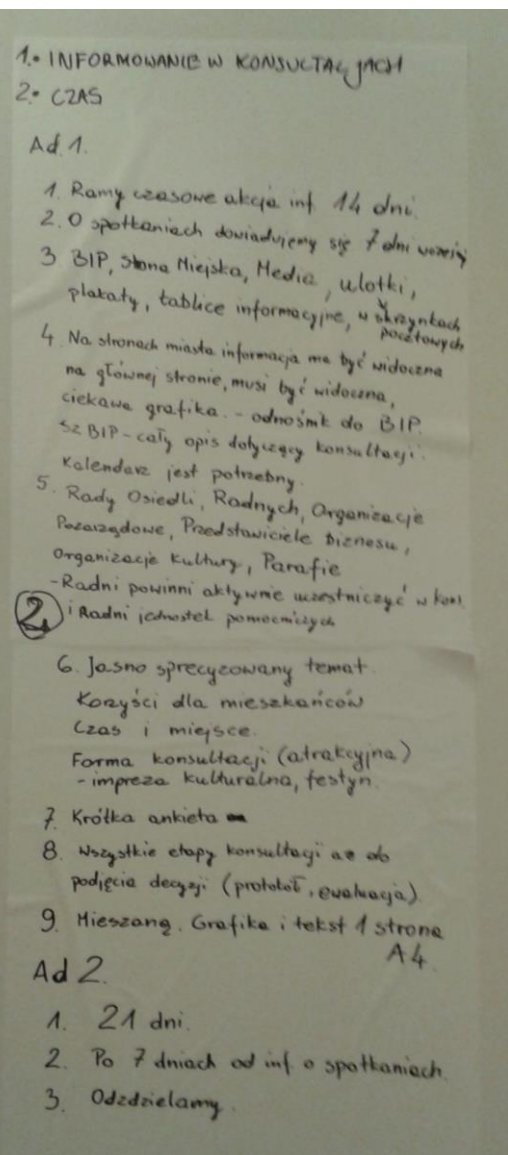 1. • INFORMOWANIE W KONSULTACJACH
2. • CZAS
Ad. 1.
1. Ramy czasowe akcja inf. 14 dni.
2. O spotkaniach dowiadujemy się 7 dni wcześniej
3 BIP, Strona Miejska, Media, ulotki,
plakaty, tablice informacyjne, w skrzynkach
pocztowych
4. Na stronach miasta informacja ma być widoczna
na głównej stronie, musi być widoczna,
ciekawa grafika. - odnośnik do BIP.
BIP - cały opis dotyczący konsultacji.
Kalendarz jest potrzebny.
5. Rady Osiedli, Radnych, Organizacje
Pozarządowe, Przedstawiciele Biznesu,
Organizacje Kultury, Parafie
- Radni powinni aktywnie uczestniczyć w kons.
2 i Radni jednostek pomocniczych
6. Jasno sprecyzowany temat.
Korzyści dla mieszkańców
Czas i miejsce.
Forma konsultacji (atrakcyjna)
- impreza kulturalna, festyn.
7. Krótka ankieta
8. Wszystkie etapy konsultacji aż do
podjęcia decyzji (protokół, ewaluacja).
9. Mieszaną. Grafika i tekst 1 strona
A4.
Ad 2.
1. 21 dni.
2. Po 7 dniach od inf. o spotkaniach.
3. Oddzielamy.